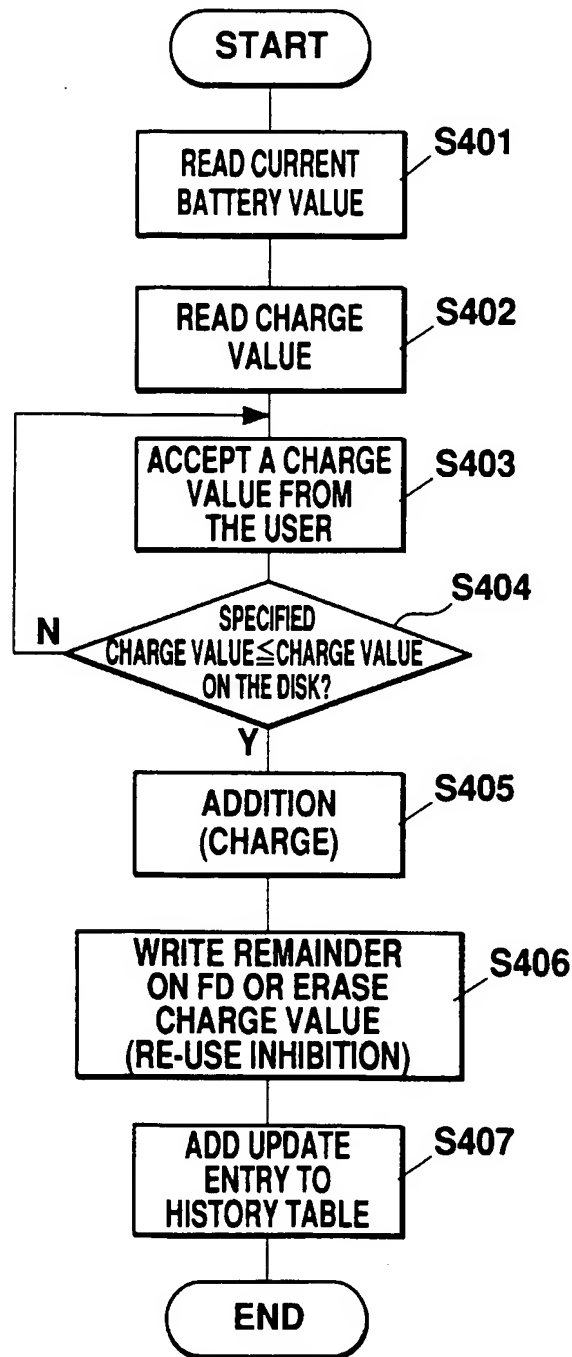 START
S401
READ CURRENT
BATTERY VALUE
S402
READ CHARGE
VALUE
S403
ACCEPT A CHARGE
VALUE FROM
THE USER
S404
N
SPECIFIED
CHARGE VALUE≦CHARGE VALUE
ON THE DISK?
Y
S405
ADDITION
(CHARGE)
S406
WRITE REMAINDER
ON FD OR ERASE
CHARGE VALUE
(RE-USE INHIBITION)
S407
ADD UPDATE
ENTRY TO
HISTORY TABLE
END